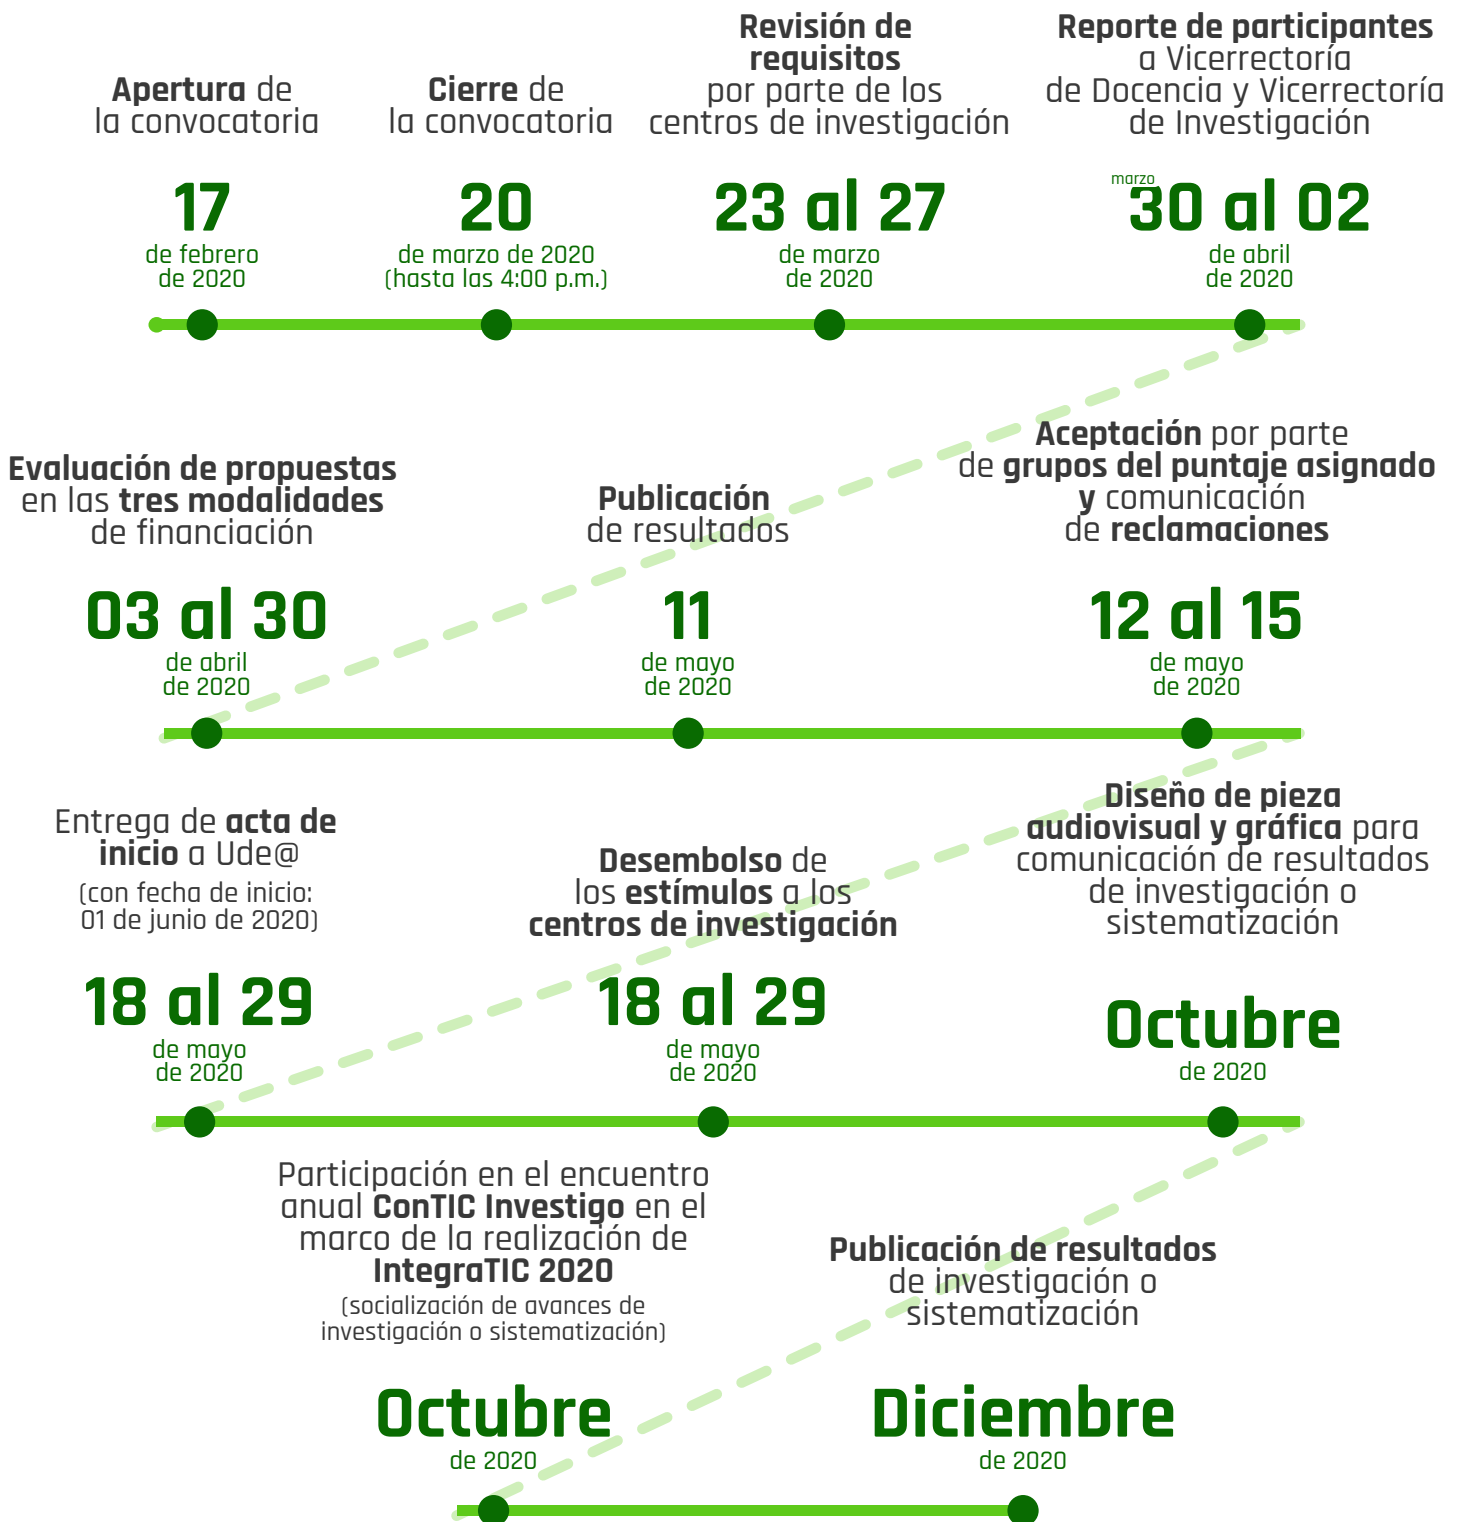 Apertura de
la convocatoria
17
de febrero
de 2020
Cierre de
la convocatoria
20
de marzo de 2020
(hasta las 4:00 p.m.)
Revisión de
requisitos
por parte de los
centros de investigación
23 al 27
de marzo
de 2020
Reporte de participantes
a Vicerrectoría
de Docencia y Vicerrectoría
de Investigación
marzo
30 al 02
de abril
de 2020
Evaluación de propuestas
en las tres modalidades
de financiación
03 al 30
de abril
de 2020
Publicación
de resultados
11
de mayo
de 2020
Aceptación por parte
de grupos del puntaje asignado
y comunicación
de reclamaciones
12 al 15
de mayo
de 2020
Entrega de acta de
inicio a Ude@
(con fecha de inicio:
01 de junio de 2020)
18 al 29
de mayo
de 2020
Desembolso de
los estímulos a los
centros de investigación
18 al 29
de mayo
de 2020
Diseño de pieza
audiovisual y gráfica para
comunicación de resultados
de investigación o
sistematización
Octubre
de 2020
Participación en el encuentro
anual ConTIC Investigo en el
marco de la realización de
IntegraTIC 2020
(socialización de avances de
investigación o sistematización)
Octubre
de 2020
Publicación de resultados
de investigación o
sistematización
Diciembre
de 2020